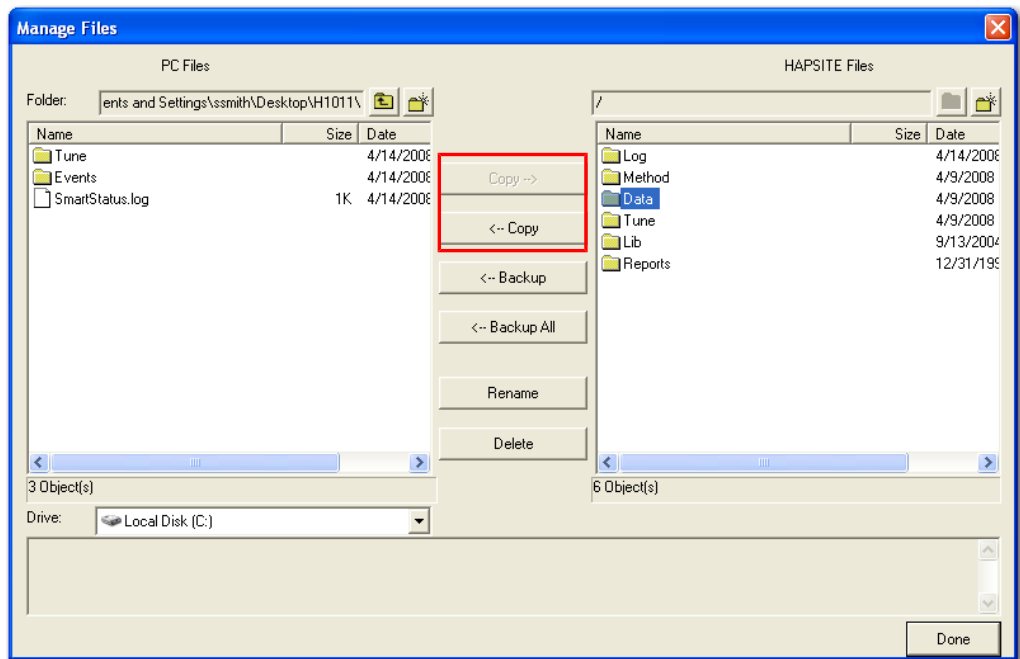 Manage Files
PC Files
HAPSITE Files
Folder: ents and Settings\ssmith\Desktop\H1011\
/
Name Size Date
Tune 4/14/2008
Events 4/14/2008
SmartStatus.log 1K 4/14/2008
3 Object(s)
Drive: Local Disk (C:)
Copy -->
<-- Copy
<-- Backup
<-- Backup All
Rename
Delete
Name Size Date
Log 4/14/2008
Method 4/9/2008
Data 4/9/2008
Tune 4/9/2008
Lib 9/13/2004
Reports 12/31/199
6 Object(s)
Done